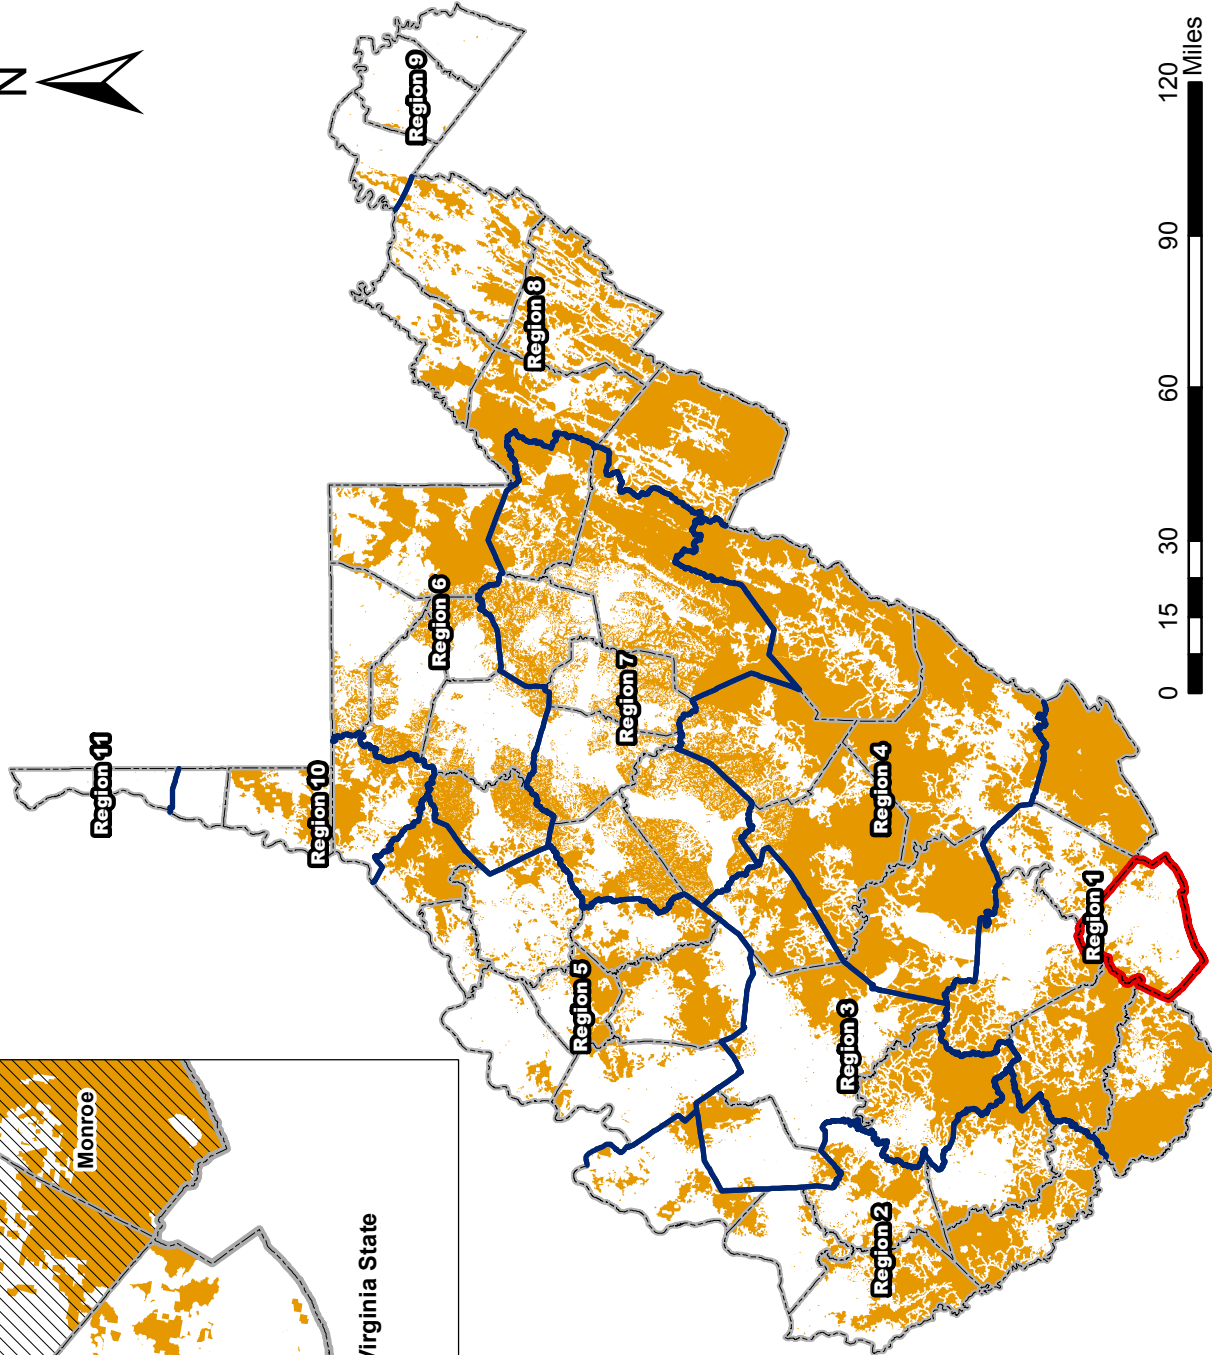 N
Region 11
Region 10
Region 9
Region 6
Region 8
Region 7
Region 5
Region 4
Region 3
Region 2
Region 1
Monroe
Virginia State
0 15 30 60 90 120
Miles